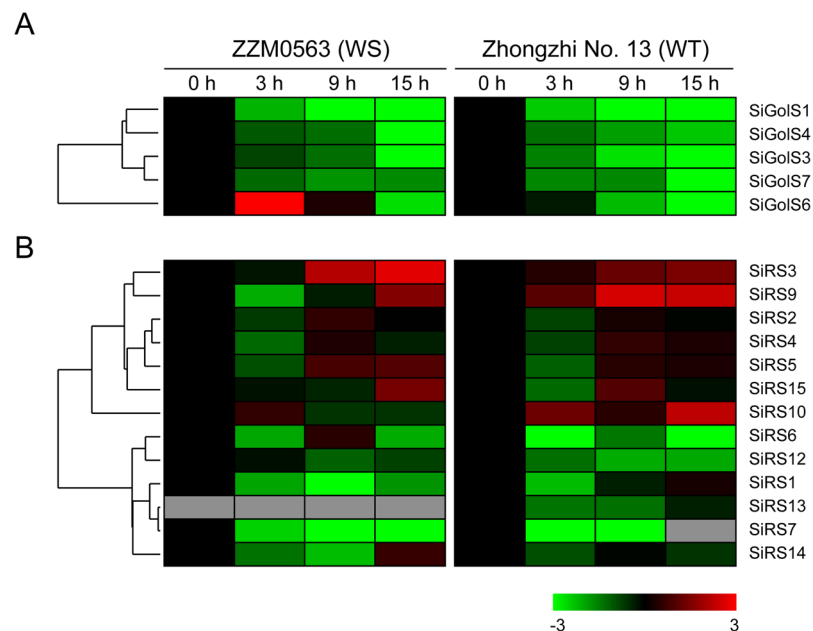 A
ZZM0563 (WS) Zhongzhi No. 13 (WT)
0 h 3 h 9 h 15 h 0 h 3 h 9 h 15 h
SiGolS1
SiGolS4
SiGolS3
SiGolS7
SiGolS6
B
SiRS3
SiRS9
SiRS2
SiRS4
SiRS5
SiRS15
SiRS10
SiRS6
SiRS12
SiRS1
SiRS13
SiRS7
SiRS14
-3 3